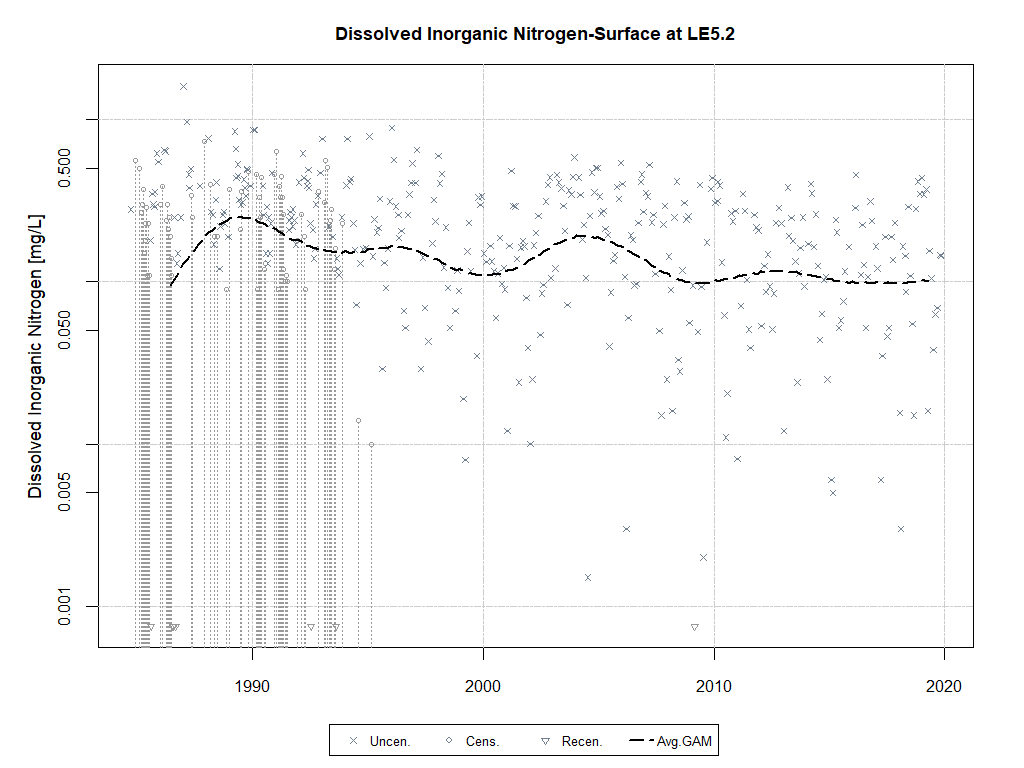 Dissolved Inorganic Nitrogen-Surface at LE5.2
Dissolved Inorganic Nitrogen [mg/L]
0.500
0.050
0.005
0.001
1990 2000 2010 2020
Uncen. Cens. Recen. Avg.GAM